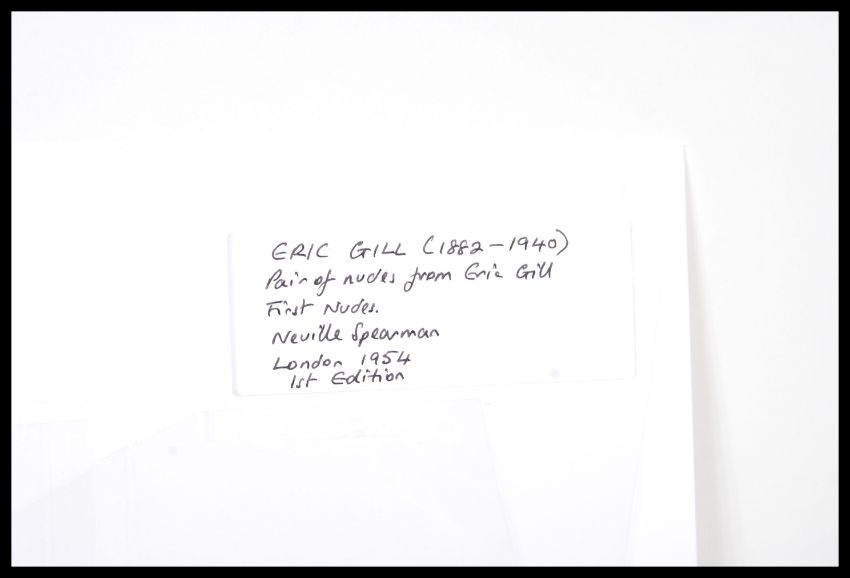 ERIC GILL (1882-1940)
Pair of nudes from Eric Gill
First Nudes.
Neville Spearman
London 1954
1st Edition